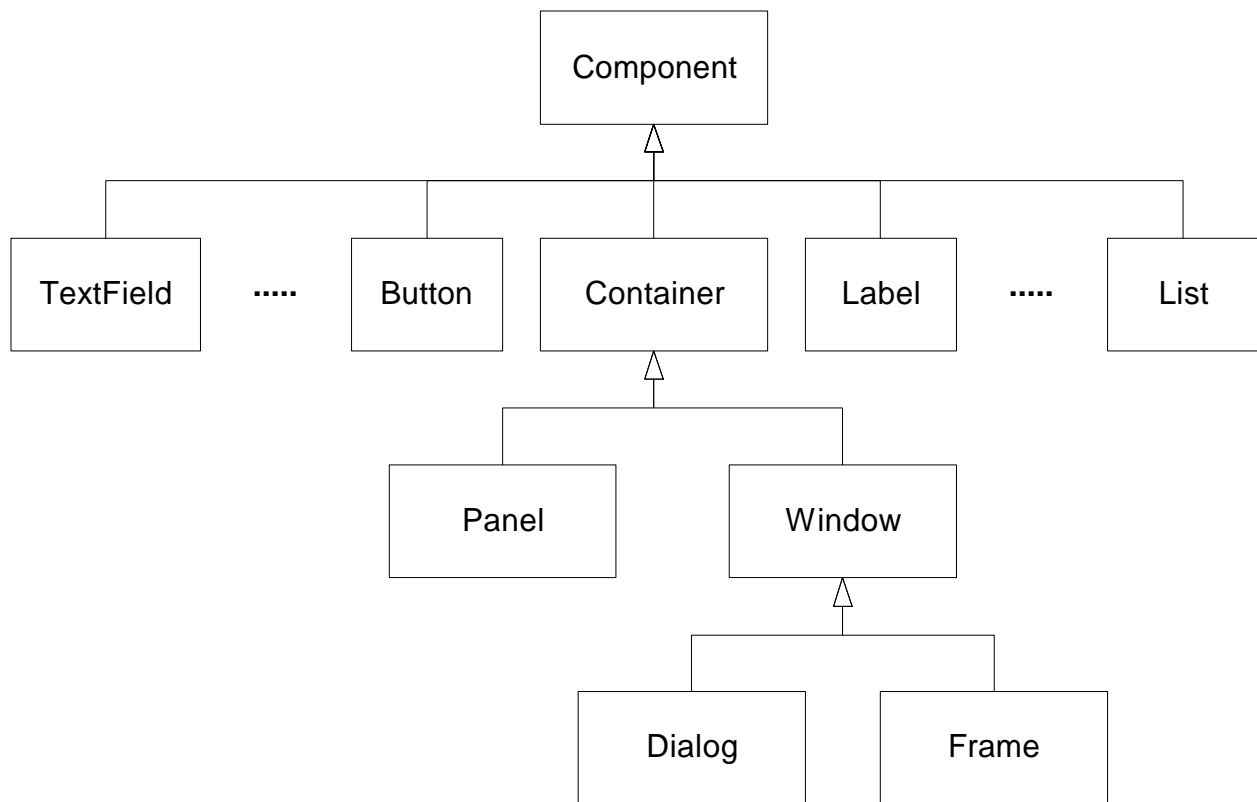 Component
TextField ..... Button Container Label ..... List
Panel Window
Dialog Frame